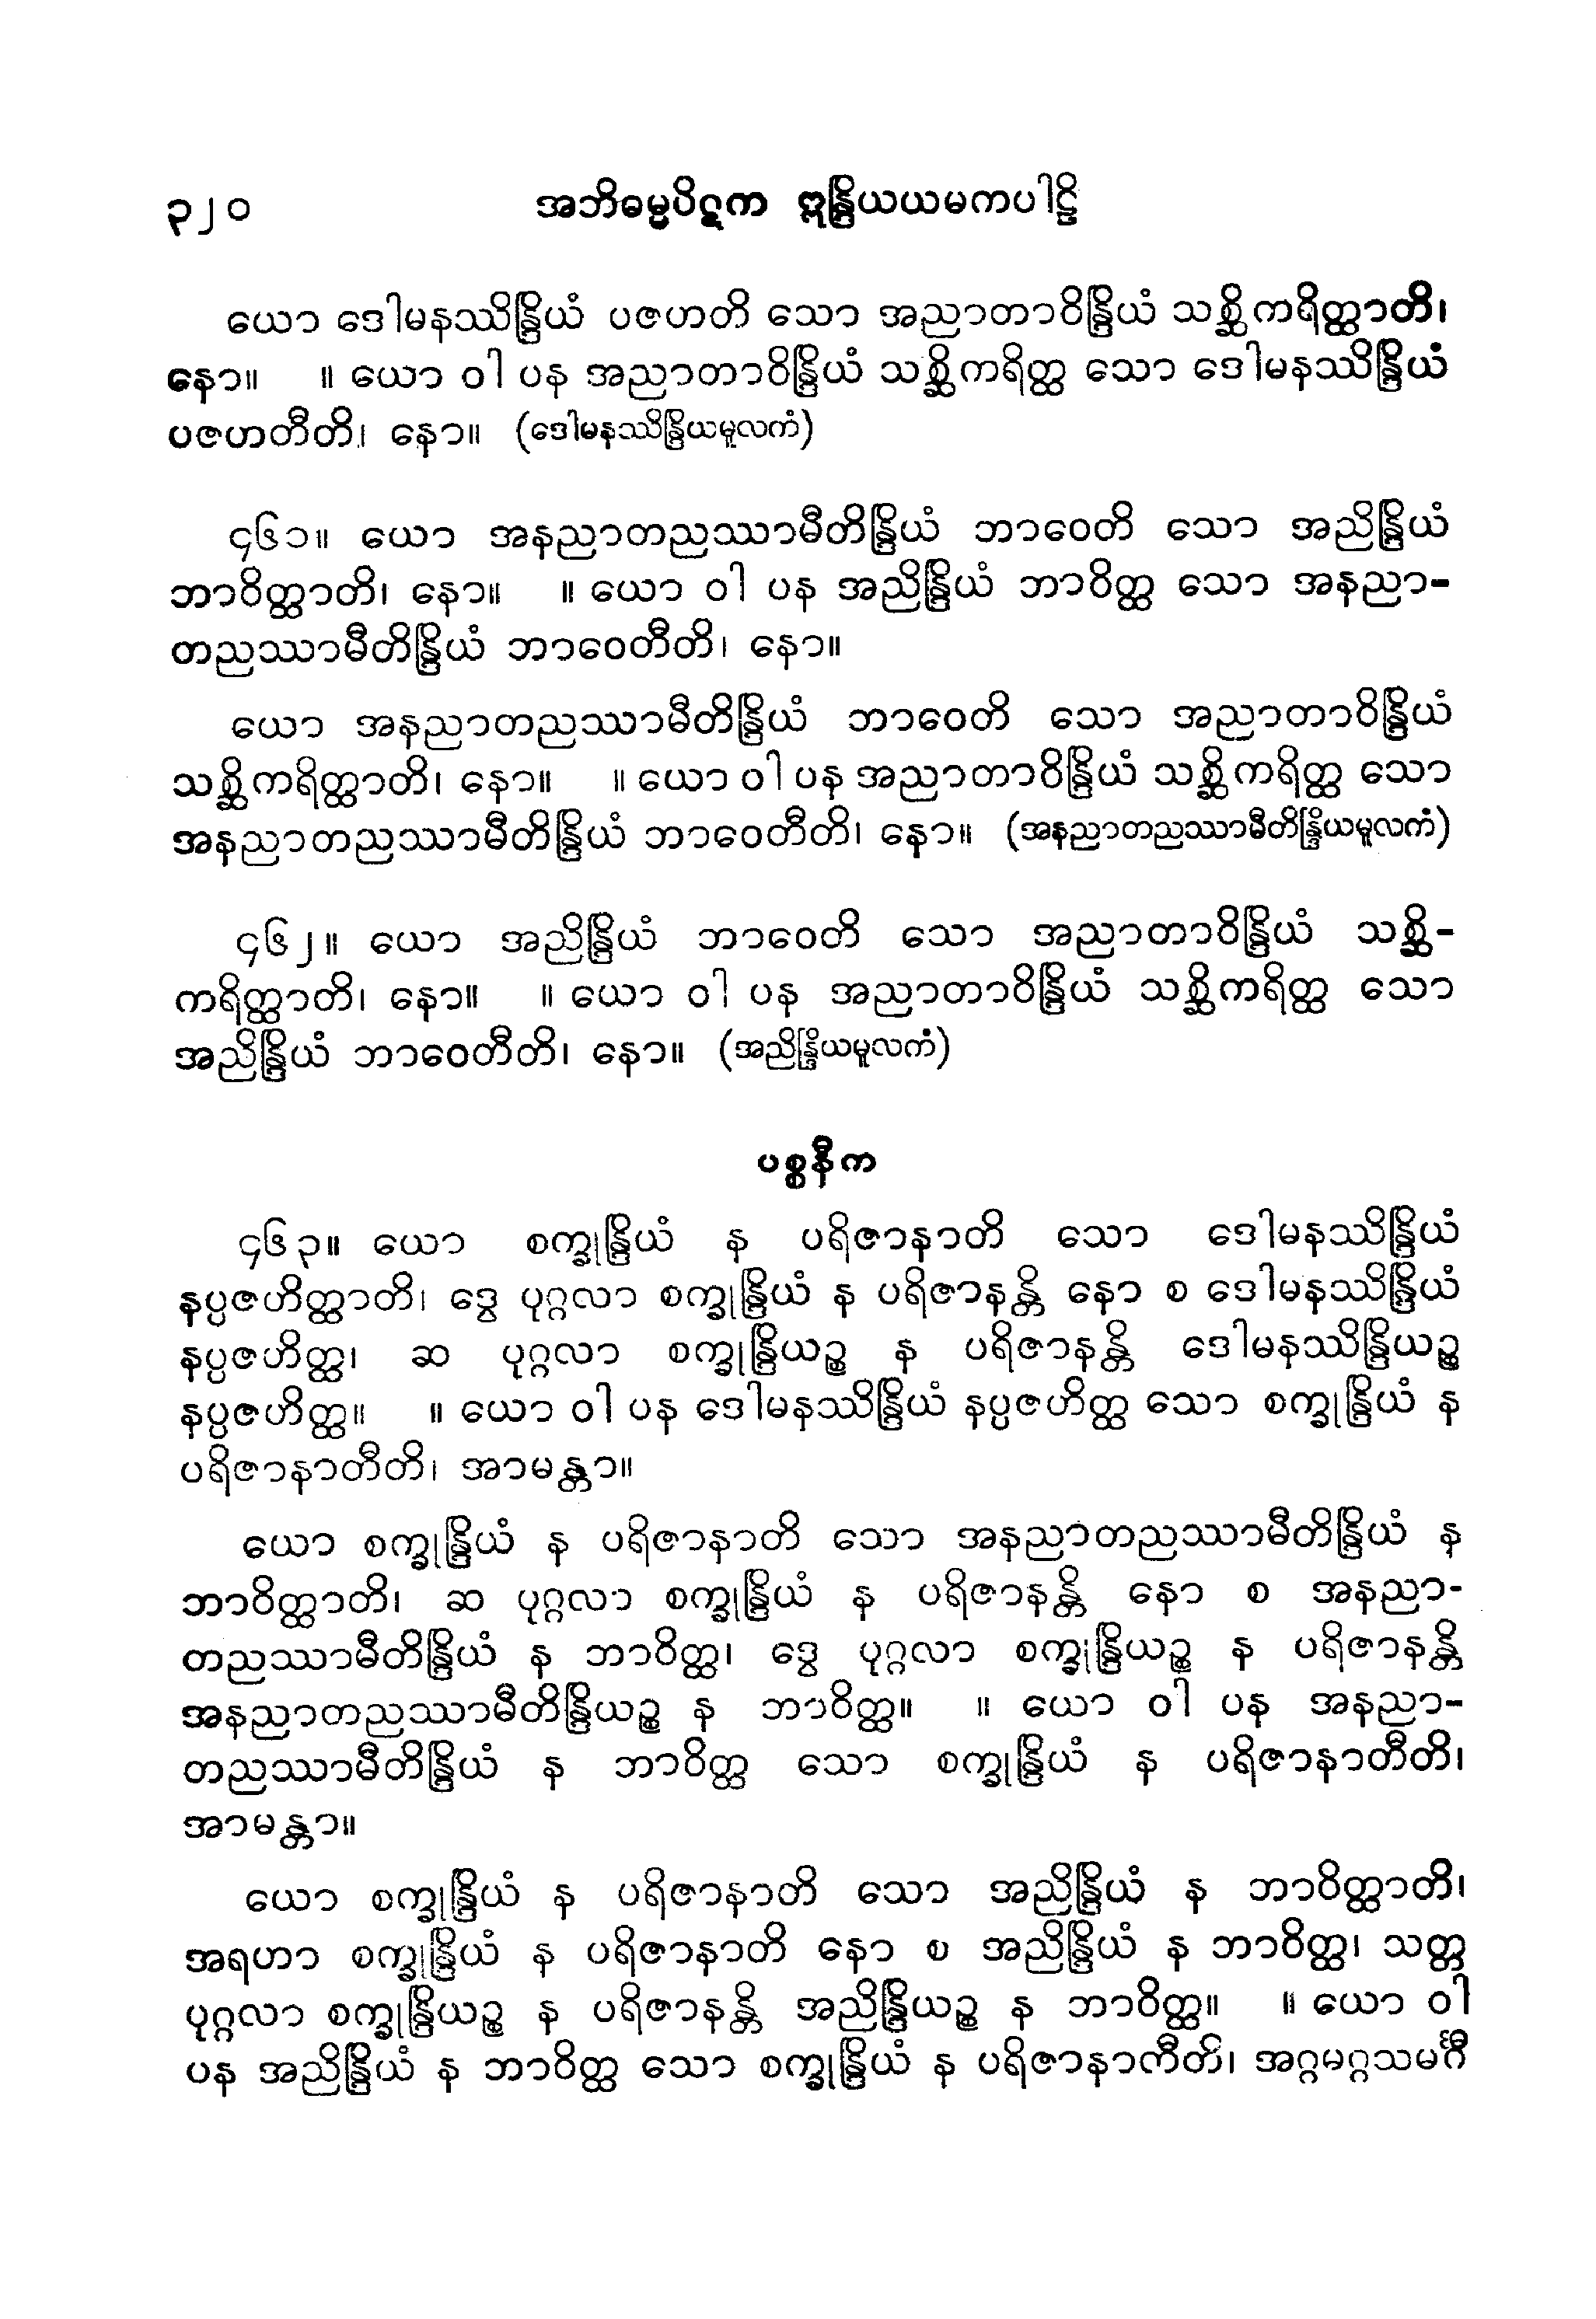 ၃၂၀ အဘိဓမ္မပိဋက ဣန္ဒြိယယမကပါဠိ
ယော ဒေါမနဿိန္ဒြိယံ ပဇဟတိ သော အညာတာဝိန္ဒြိယံ သစ္ဆိကရိတ္ထာတိ၊
နော။ ။ ယော ဝါ ပန အညာတာဝိန္ဒြိယံ သစ္ဆိကရိတ္ထ သော ဒေါမနဿိန္ဒြိယံ
ပဇဟတီတိ၊ နော။ (ဒေါမနဿိန္ဒြိယမူလကံ)
၄၆၁။ ယော အနညာတညဿာမီတိန္ဒြိယံ ဘာဝေတိ သော အညိန္ဒြိယံ
ဘာဝိတ္ထာတိ၊ နော။ ။ ယော ဝါ ပန အညိန္ဒြိယံ ဘာဝိတ္ထ သော အနညာ-
တညဿာမီတိန္ဒြိယံ ဘာဝေတီတိ၊ နော။
ယော အနညာတညဿာမီတိန္ဒြိယံ ဘာဝေတိ သော အညာတာဝိန္ဒြိယံ
သစ္ဆိကရိတ္ထာတိ၊ နော။ ။ ယော ဝါ ပန အညာတာဝိန္ဒြိယံ သစ္ဆိကရိတ္ထ သော
အနညာတညဿာမီတိန္ဒြိယံ ဘာဝေတီတိ၊ နော။ (အနညာတညဿာမီတိန္ဒြိယမူလကံ)
၄၆၂။ ယော အညိန္ဒြိယံ ဘာဝေတိ သော အညာတာဝိန္ဒြိယံ သစ္ဆိ-
ကရိတ္ထာတိ၊ နော။ ။ ယော ဝါ ပန အညာတာဝိန္ဒြိယံ သစ္ဆိကရိတ္ထ သော
အညိန္ဒြိယံ ဘာဝေတီတိ၊ နော။ (အညိန္ဒြိယမူလကံ)
ပစ္စနီက
၄၆၃။ ယော စက္ခုန္ဒြိယံ န ပရိဇာနာတိ သော ဒေါမနဿိန္ဒြိယံ
နပ္ပဇဟိတ္ထာတိ၊ ဒွေ ပုဂ္ဂလာ စက္ခုန္ဒြိယံ န ပရိဇာနန္တိ နော စ ဒေါမနဿိန္ဒြိယံ
နပ္ပဇဟိတ္ထ၊ ဆ ပုဂ္ဂလာ စက္ခုန္ဒြိယဉ္စ န ပရိဇာနန္တိ ဒေါမနဿိန္ဒြိယဉ္စ
နပ္ပဇဟိတ္ထ။ ။ ယော ဝါ ပန ဒေါမနဿိန္ဒြိယံ နပ္ပဇဟိတ္ထ သော စက္ခုန္ဒြိယံ န
ပရိဇာနာတီတိ၊ အာမန္တာ။
ယော စက္ခုန္ဒြိယံ န ပရိဇာနာတိ သော အနညာတညဿာမီတိန္ဒြိယံ န
ဘာဝိတ္ထာတိ၊ ဆ ပုဂ္ဂလာ စက္ခုန္ဒြိယံ န ပရိဇာနန္တိ နော စ အနညာ-
တညဿာမီတိန္ဒြိယံ န ဘာဝိတ္ထ၊ ဒွေ ပုဂ္ဂလာ စက္ခုန္ဒြိယဉ္စ န ပရိဇာနန္တိ
အနညာတညဿာမီတိန္ဒြိယဉ္စ န ဘာဝိတ္ထ။ ။ ယော ဝါ ပန အနညာ-
တညဿာမီတိန္ဒြိယံ န ဘာဝိတ္ထ သော စက္ခုန္ဒြိယံ န ပရိဇာနာတီတိ၊
အာမန္တာ။
ယော စက္ခုန္ဒြိယံ န ပရိဇာနာတိ သော အညိန္ဒြိယံ န ဘာဝိတ္ထာတိ၊
အရဟာ စက္ခုန္ဒြိယံ န ပရိဇာနာတိ နော စ အညိန္ဒြိယံ န ဘာဝိတ္ထ၊ သတ္တ
ပုဂ္ဂလာ စက္ခုန္ဒြိယဉ္စ န ပရိဇာနန္တိ အညိန္ဒြိယဉ္စ န ဘာဝိတ္ထ။ ။ ယော ဝါ
ပန အညိန္ဒြိယံ န ဘာဝိတ္ထ သော စက္ခုန္ဒြိယံ န ပရိဇာနာကီတိ၊ အဂ္ဂမဂ္ဂသမင်္ဂီ